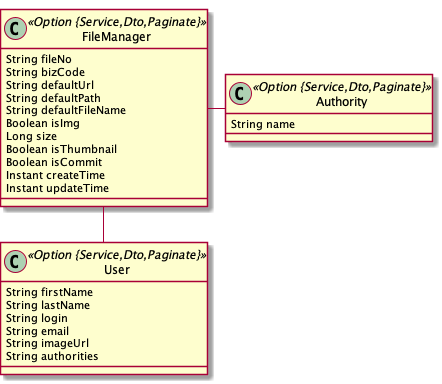 C «Option {Service,Dto,Paginate}»
FileManager
String fileNo
String bizCode
String defaultUrl
String defaultPath
String defaultFileName
Boolean isImg
Long size
Boolean isThumbnail
Boolean isCommit
Instant createTime
Instant updateTime
C «Option {Service,Dto,Paginate}»
Authority
String name
C «Option {Service,Dto,Paginate}»
User
String firstName
String lastName
String login
String email
String imageUrl
String authorities